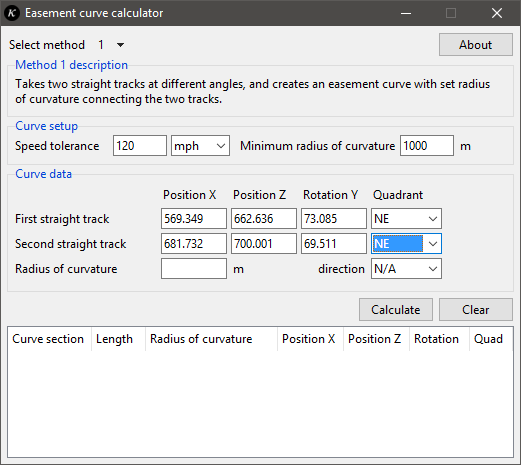 K Easement curve calculator
Select method 1 About
Method 1 description
Takes two straight tracks at different angles, and creates an easement curve with set radius
of curvature connecting the two tracks.
Curve setup
Speed tolerance 120 mph Minimum radius of curvature 1000 m
Curve data
Position X Position Z Rotation Y Quadrant
First straight track 569.349 662.636 73.085 NE
Second straight track 681.732 700.001 69.511 NE
Radius of curvature m direction N/A
Calculate Clear
Curve section Length Radius of curvature Position X Position Z Rotation Quad